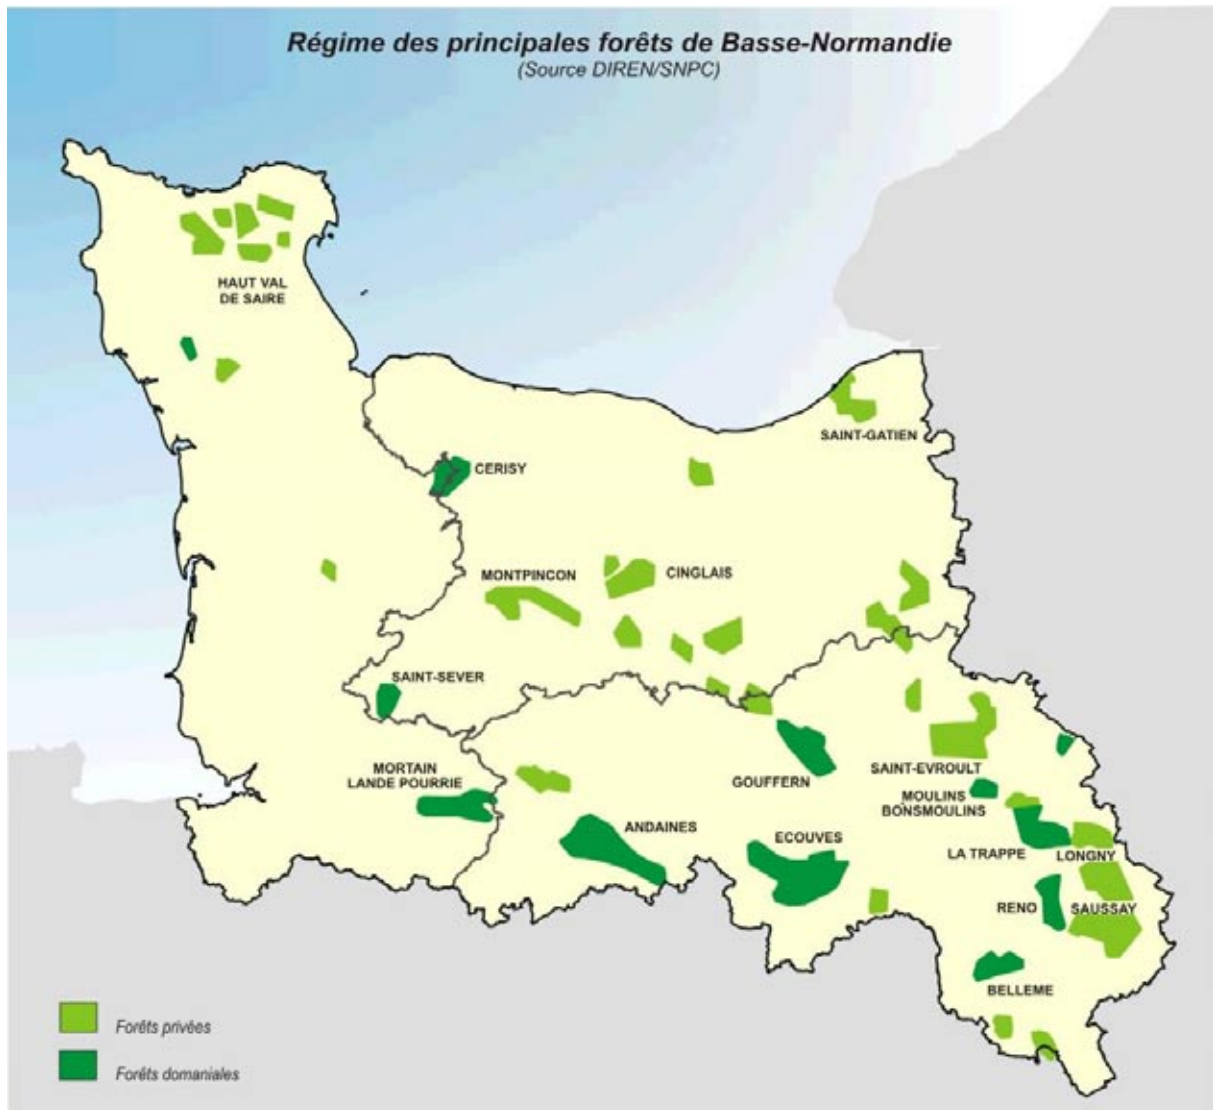 Régime des principales forêts de Basse-Normandie
(Source DIREN/SNPC)
HAUT VAL
DE SAIRE
SAINT-GATIEN
CERISY
MONTPINCON
CINGLAIS
SAINT-SEVER
MORTAIN
LANDE POURRIE
GOUFFERN
SAINT-EVROULT
MOULINS
BONSMOULINS
ANDAINES
ECOUVES
LA TRAPPE
LONGNY
RENO
SAUSSAY
BELLEME
Forêts privées
Forêts domaniales